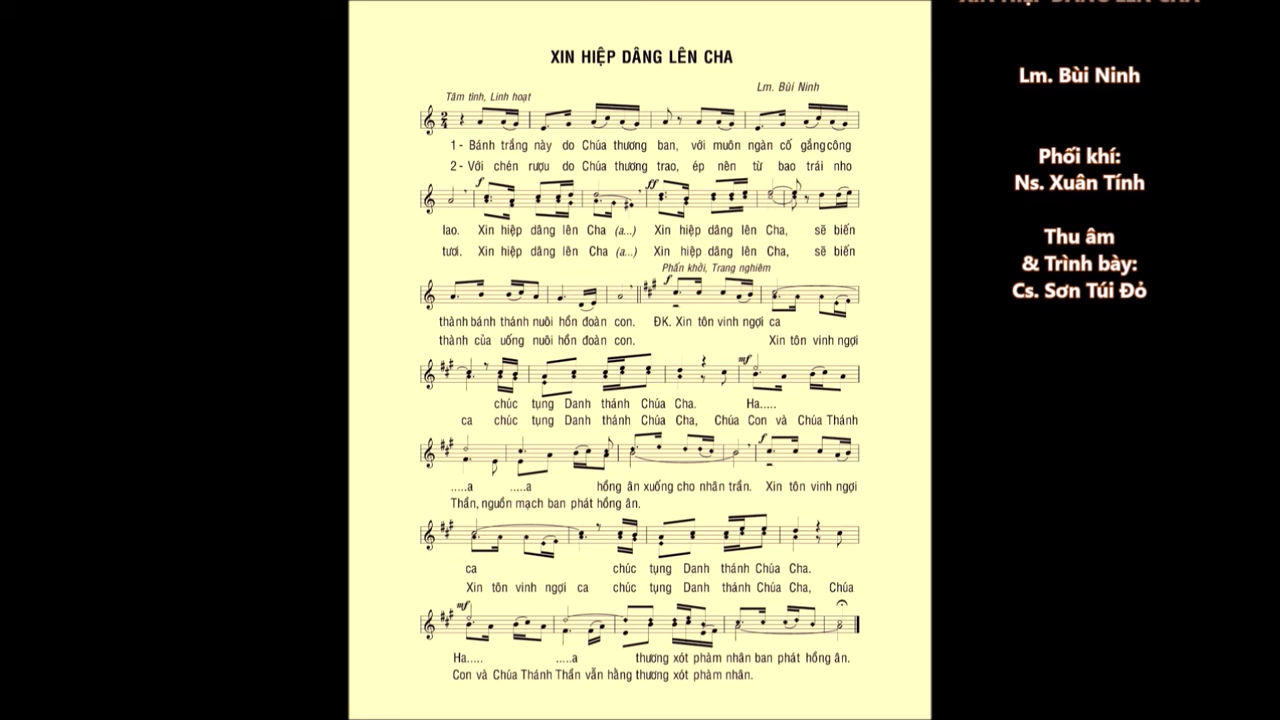 XIN HIỆP DÂNG LÊN CHA
Lm. Bùi Ninh
Tâm tình, Linh hoạt
1- Bánh trắng này do Chúa thương ban, với muôn ngàn cố gắng công
2- Với chén rượu do Chúa thương trao, ép nên từ bao trái nho
f
ff
lao. Xin hiệp dâng lên Cha (a...) Xin hiệp dâng lên Cha, sẽ biến
tươi. Xin hiệp dâng lên Cha (a...) Xin hiệp dâng lên Cha, sẽ biến
Phấn khởi, Trang nghiêm
f
thành bánh thánh nuôi hồn đoàn con. ĐK. Xin tôn vinh ngợi ca
thành của uống nuôi hồn đoàn con. Xin tôn vinh ngợi
mf
chúc tụng Danh thánh Chúa Cha. Ha.....
ca chúc tụng Danh thánh Chúa Cha, Chúa Con và Chúa Thánh
f
.....a .....a hồng ân xuống cho nhân trần. Xin tôn vinh ngợi
Thần, nguồn mạch ban phát hồng ân.
ca chúc tụng Danh thánh Chúa Cha.
Xin tôn vinh ngợi ca chúc tụng Danh thánh Chúa Cha, Chúa
mf
Ha..... .....a thương xót phàm nhân ban phát hồng ân.
Con và Chúa Thánh Thần vẫn hằng thương xót phàm nhân.
XIN HIỆP DÂNG LÊN CHA
Lm. Bùi Ninh
Phối khí:
Ns. Xuân Tính
Thu âm
& Trình bày:
Cs. Sơn Túi Đỏ